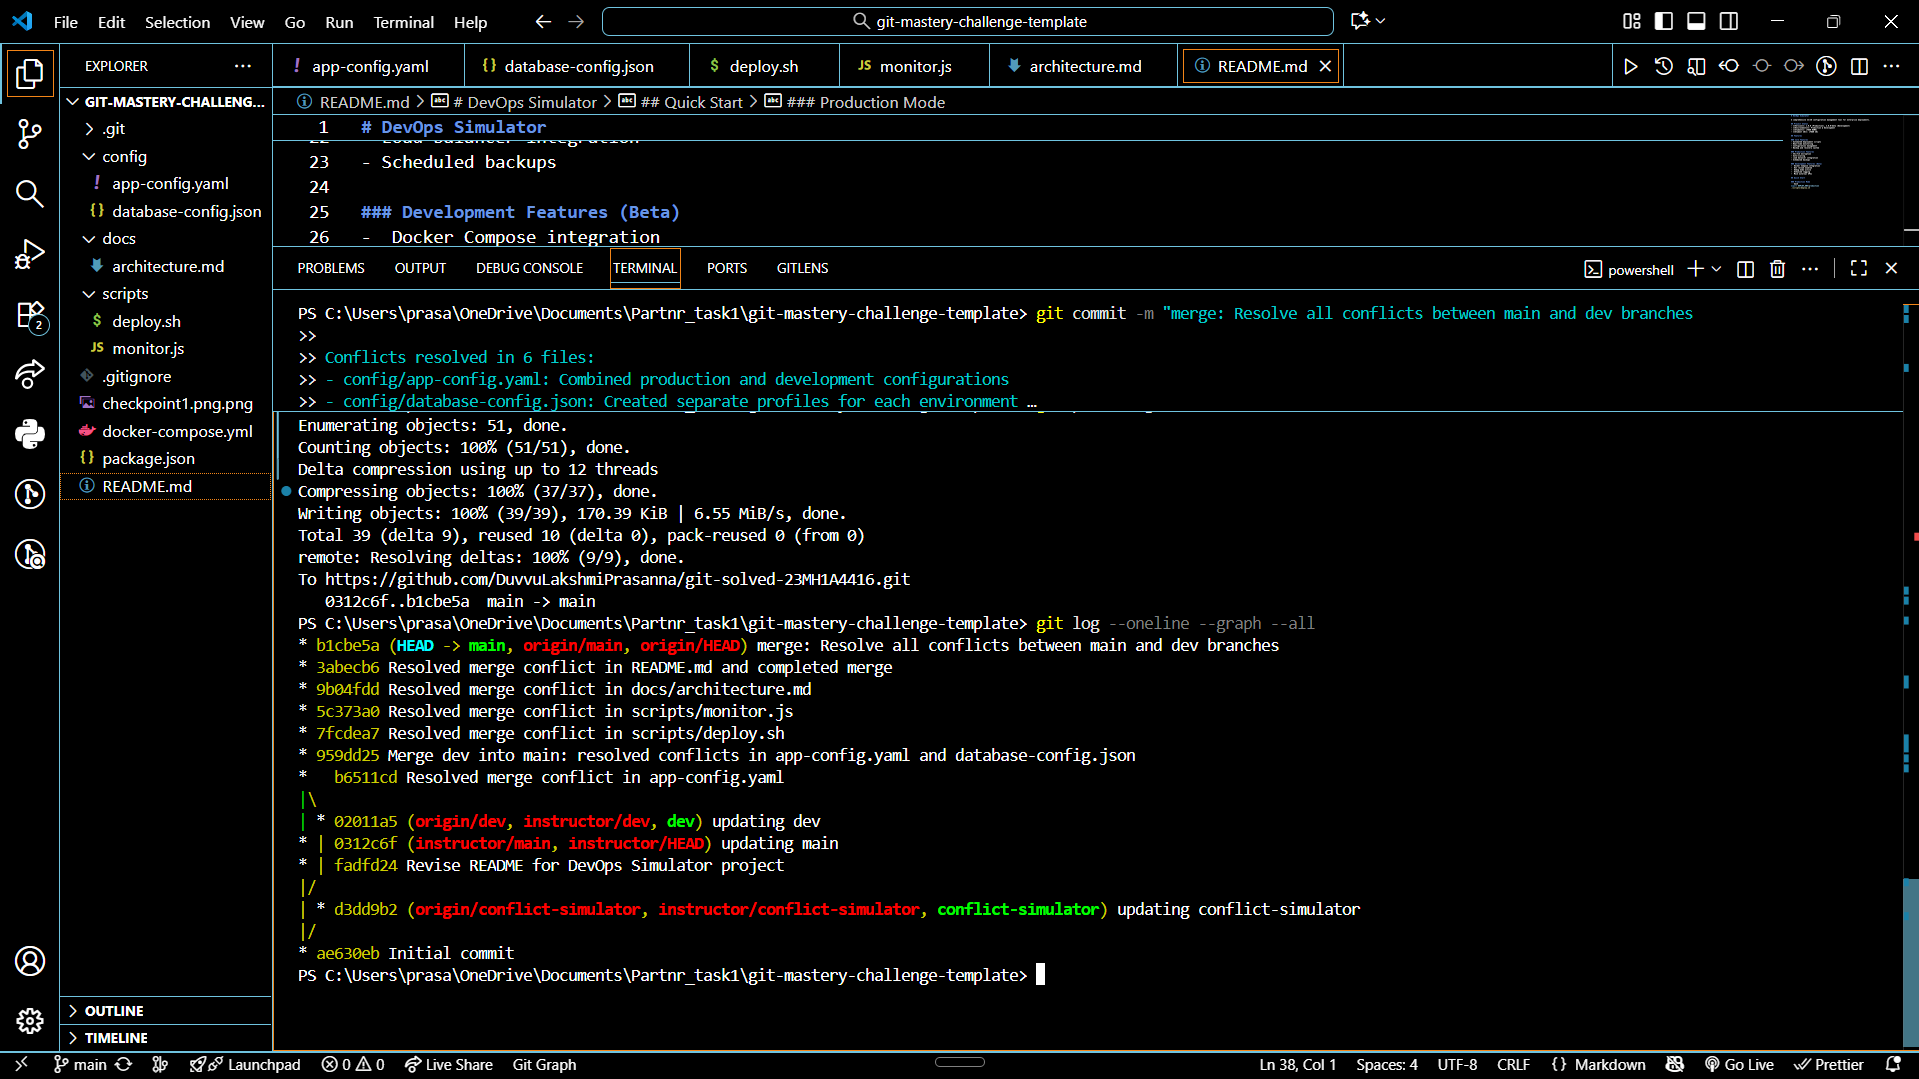 File Edit Selection View Go Run Terminal Help
git-mastery-challenge-template
EXPLORER
app-config.yaml
database-config.json
deploy.sh
monitor.js
architecture.md
README.md
GIT-MASTERY-CHALLENG...
.git
config
app-config.yaml
database-config.json
docs
architecture.md
scripts
$ deploy.sh
JS monitor.js
.gitignore
checkpoint1.png.png
docker-compose.yml
package.json
README.md
OUTLINE
TIMELINE
2
README.md > # DevOps Simulator > ## Quick Start > ### Production Mode
1 # DevOps Simulator
23 - Scheduled backups
24
25 ### Development Features (Beta)
26 - Docker Compose integration
PROBLEMS OUTPUT DEBUG CONSOLE TERMINAL PORTS GITLENS
powershell
PS C:\Users\prasa\OneDrive\Documents\Partnr_task1\git-mastery-challenge-template> git commit -m "merge: Resolve all conflicts between main and dev branches
>>
>> Conflicts resolved in 6 files:
>> - config/app-config.yaml: Combined production and development configurations
>> - config/database-config.json: Created separate profiles for each environment …
Enumerating objects: 51, done.
Counting objects: 100% (51/51), done.
Delta compression using up to 12 threads
Compressing objects: 100% (37/37), done.
Writing objects: 100% (39/39), 170.39 KiB | 6.55 MiB/s, done.
Total 39 (delta 9), reused 10 (delta 0), pack-reused 0 (from 0)
remote: Resolving deltas: 100% (9/9), done.
To https://github.com/DuvvuLakshmiPrasanna/git-solved-23MH1A4416.git
0312c6f..b1cbe5a main -> main
PS C:\Users\prasa\OneDrive\Documents\Partnr_task1\git-mastery-challenge-template> git log --oneline --graph --all
* b1cbe5a (HEAD -> main, origin/main, origin/HEAD) merge: Resolve all conflicts between main and dev branches
* 3abecb6 Resolved merge conflict in README.md and completed merge
* 9b04fdd Resolved merge conflict in docs/architecture.md
* 5c373a0 Resolved merge conflict in scripts/monitor.js
* 7fcdea7 Resolved merge conflict in scripts/deploy.sh
* 959dd25 Merge dev into main: resolved conflicts in app-config.yaml and database-config.json
* b6511cd Resolved merge conflict in app-config.yaml
|\
| * 02011a5 (origin/dev, instructor/dev, dev) updating dev
* | 0312c6f (instructor/main, instructor/HEAD) updating main
* | fadfd24 Revise README for DevOps Simulator project
|/
| * d3dd9b2 (origin/conflict-simulator, instructor/conflict-simulator, conflict-simulator) updating conflict-simulator
|/
* ae630eb Initial commit
PS C:\Users\prasa\OneDrive\Documents\Partnr_task1\git-mastery-challenge-template>
main Launchpad 0 0 Live Share Git Graph Ln 38, Col 1 Spaces: 4 UTF-8 CRLF {} Markdown Go Live Prettier